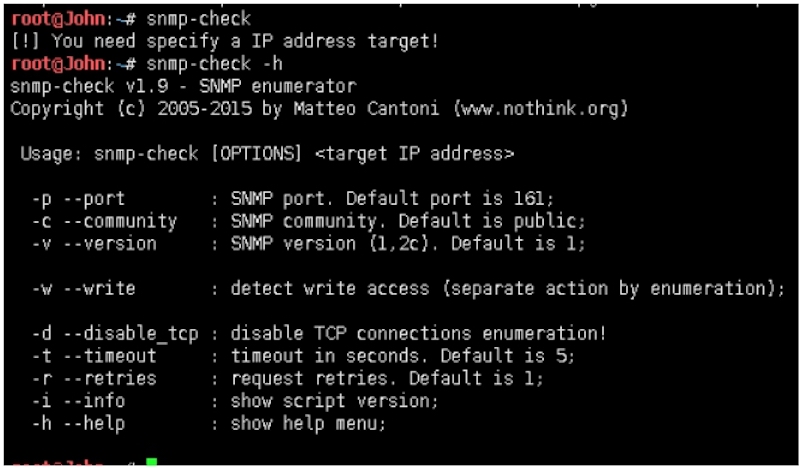 root@John:~# snmp-check
[!] You need specify a IP address target!
root@John:~# snmp-check -h
snmp-check v1.9 - SNMP enumerator
Copyright (c) 2005-2015 by Matteo Cantoni (www.nothink.org)
Usage: snmp-check [OPTIONS] <target IP address>
-p --port : SNMP port. Default port is 161;
-c --community : SNMP community. Default is public;
-v --version : SNMP version (1,2c). Default is 1;
-w --write : detect write access (separate action by enumeration);
-d --disable_tcp : disable TCP connections enumeration!
-t --timeout : timeout in seconds. Default is 5;
-r --retries : request retries. Default is 1;
-i --info : show script version;
-h --help : show help menu;